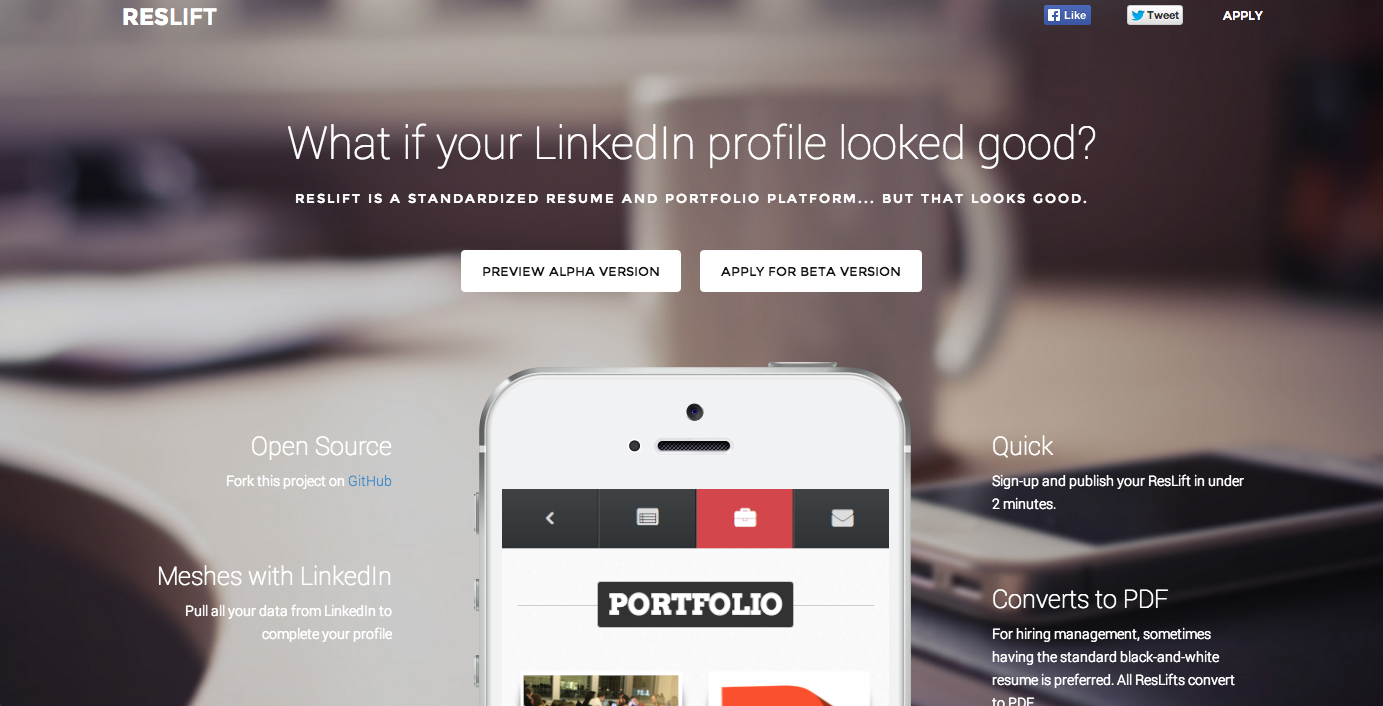 RESLIFT
Like
Tweet
APPLY
What if your LinkedIn profile looked good?
RESLIFT IS A STANDARDIZED RESUME AND PORTFOLIO PLATFORM... BUT THAT LOOKS GOOD.
PREVIEW ALPHA VERSION
APPLY FOR BETA VERSION
Open Source
Fork this project on GitHub
Meshes with LinkedIn
Pull all your data from LinkedIn to
complete your profile
PORTFOLIO
Quick
Sign-up and publish your ResLift in under
2 minutes.
Converts to PDF
For hiring management, sometimes
having the standard black-and-white
resume is preferred. All ResLifts convert
to PDF